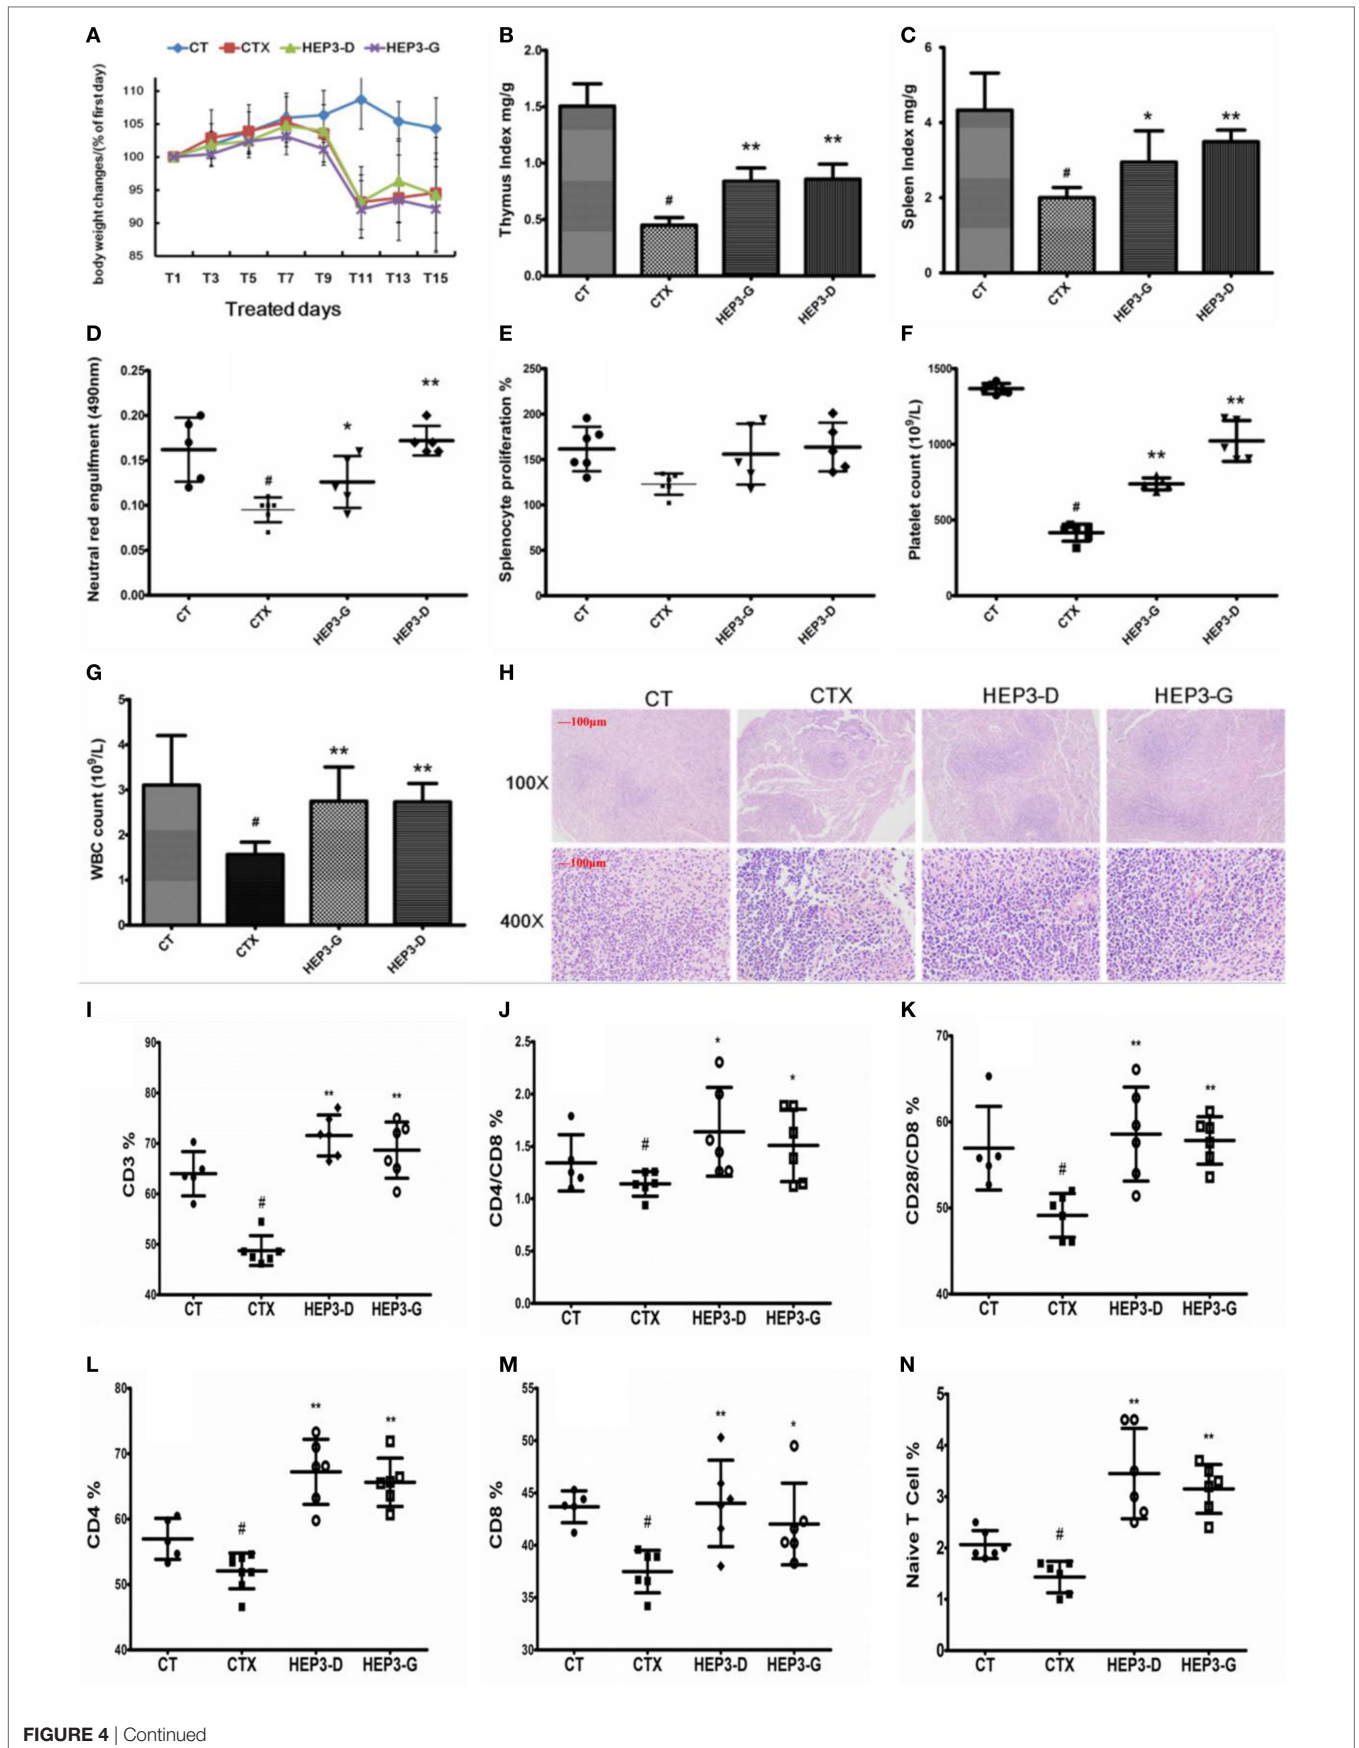 A
CT CTX HEP3-D HEP3-G
body weight changes/(% of first day)
110
105
100
95
90
85
T1 T3 T5 T7 T9 T11 T13 T15
Treated days
B
Thymus Index mg/g
2.0
1.5
1.0
0.5
0.0
#
**
**
CT CTX HEP3-G HEP3-D
C
Spleen Index mg/g
6
4
2
0
#
*
**
CT CTX HEP3-G HEP3-D
D
Neutral red engulfment (490nm)
0.25
0.20
0.15
0.10
0.05
0.00
#
*
**
CT CTX HEP3-G HEP3-D
E
Splenocyte proliferation %
250
200
150
100
50
0
CT CTX HEP3-G HEP3-D
F
Platelet count (10⁹/L)
1500
1000
500
0
#
**
**
CT CTX HEP3-G HEP3-D
G
WBC count (10⁹/L)
5
4
3
2
1
0
#
**
**
CT CTX HEP3-G HEP3-D
H
CT CTX HEP3-D HEP3-G
100X
—100µm
400X
—100µm
I
CD3 %
90
80
70
60
50
40
#
**
**
CT CTX HEP3-D HEP3-G
J
CD4/CD8 %
2.5
2.0
1.5
1.0
0.5
0.0
#
*
*
CT CTX HEP3-D HEP3-G
K
CD28/CD8 %
70
60
50
40
#
**
**
CT CTX HEP3-D HEP3-G
L
CD4 %
80
70
60
50
40
#
**
**
CT CTX HEP3-D HEP3-G
M
CD8 %
55
50
45
40
35
30
#
**
*
CT CTX HEP3-D HEP3-G
N
Naive T Cell %
5
4
3
2
1
0
#
**
**
CT CTX HEP3-D HEP3-G
FIGURE 4 | Continued